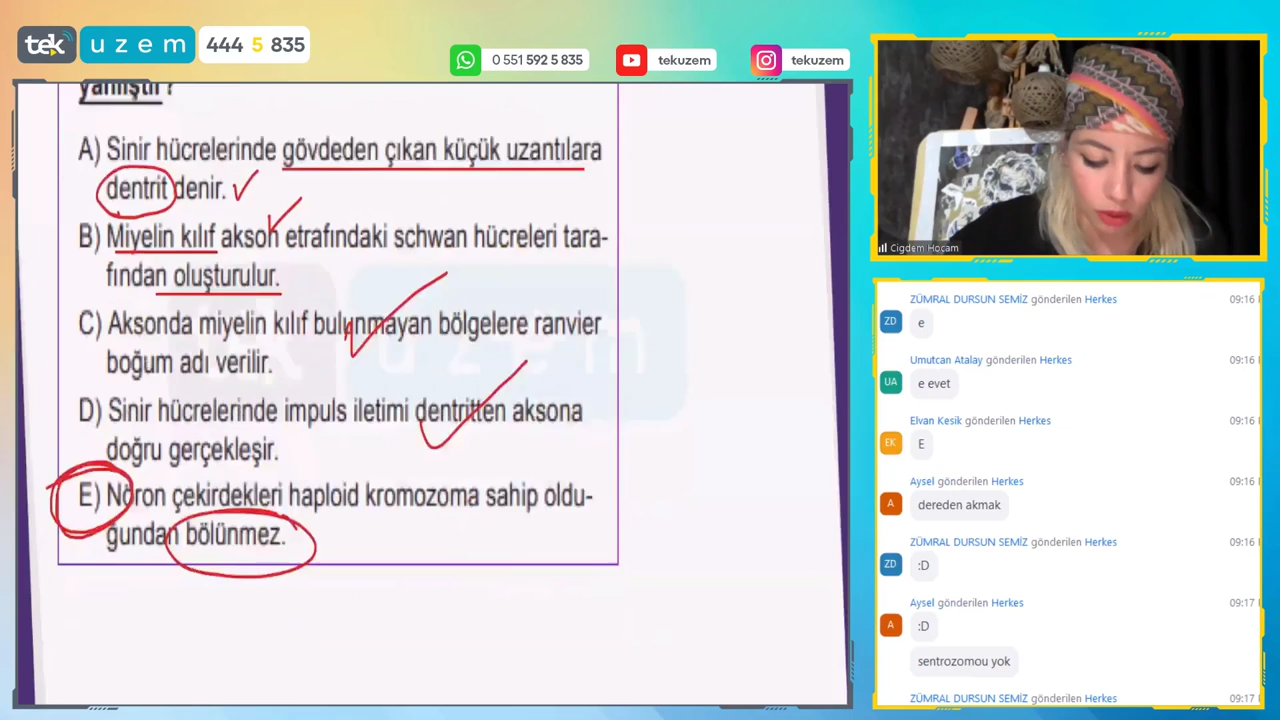 tek
uzem
444 5 835
0 551 592 5 835
tekuzem
tekuzem
yanlıştır ?
A) Sinir hücrelerinde gövdeden çıkan küçük uzantılara
dentrit denir.
B) Miyelin kılıf akson etrafındaki schwan hücreleri tara-
fından oluşturulur.
C) Aksonda miyelin kılıf bulunmayan bölgelere ranvier
boğum adı verilir.
D) Sinir hücrelerinde impuls iletimi dentritten aksona
doğru gerçekleşir.
E) Nöron çekirdekleri haploid kromozoma sahip oldu-
ğundan bölünmez.
tek uzem
Cigdem Hocam
ZÜMRAL DURSUN SEMİZ gönderilen Herkes 09:16
ZD
e
Umutcan Atalay gönderilen Herkes 09:16
UA
e evet
Elvan Kesik gönderilen Herkes 09:16
EK
E
Aysel gönderilen Herkes 09:16
A
dereden akmak
ZÜMRAL DURSUN SEMİZ gönderilen Herkes 09:16
ZD
:D
Aysel gönderilen Herkes 09:17
A
:D
sentrozomou yok
ZÜMRAL DURSUN SEMİZ gönderilen Herkes 09:17